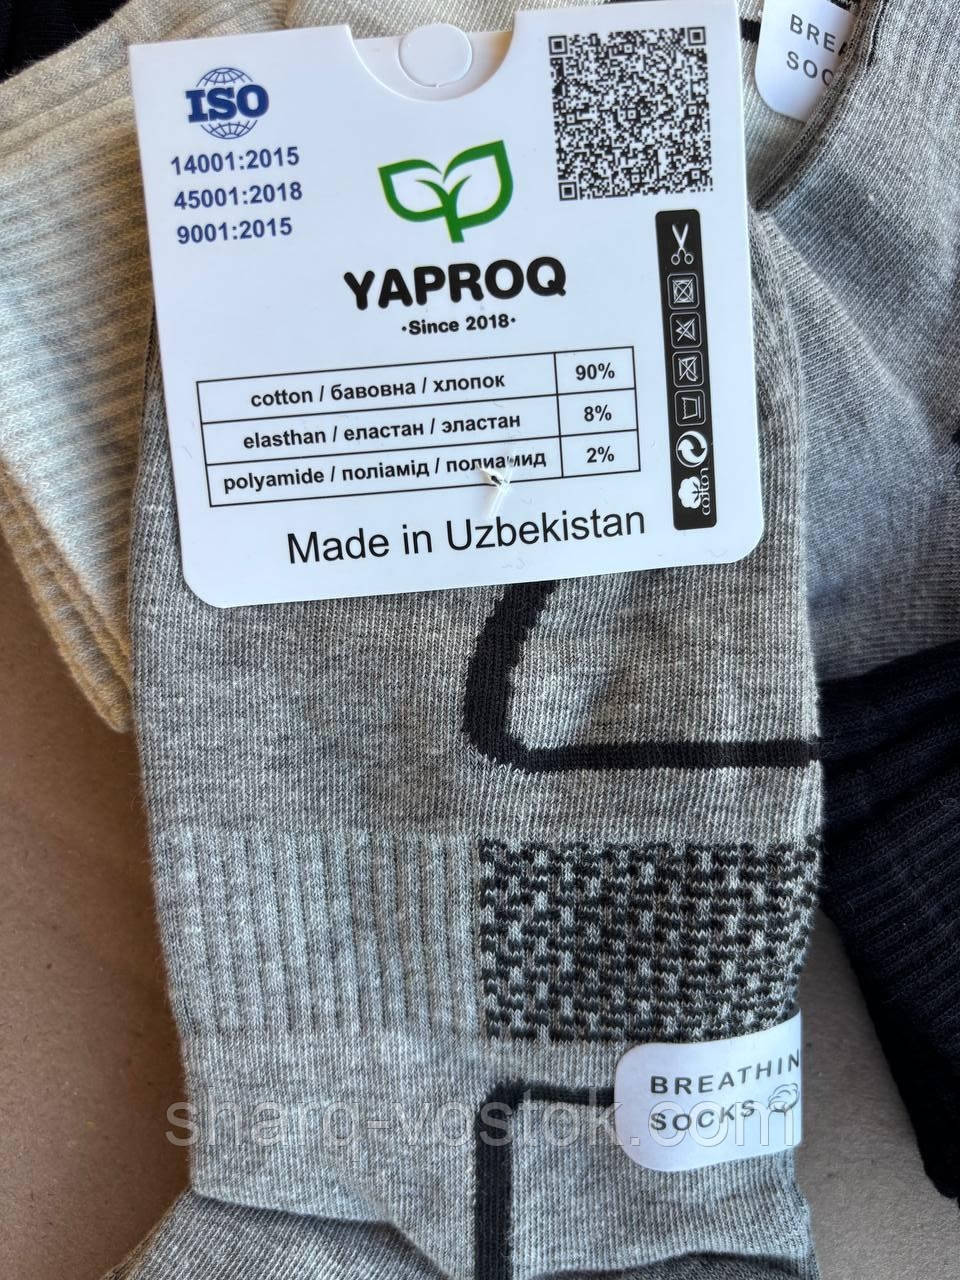 ISO
14001:2015
45001:2018
9001:2015
YAPROQ
·Since 2018·
cotton / бавовна / хлопок 90%
elasthan / еластан / эластан 8%
polyamide / поліамід / полиамид 2%
Made in Uzbekistan
cotton
BREA
SOC
BREATHIN
SOCKS
sharq-vostok.com